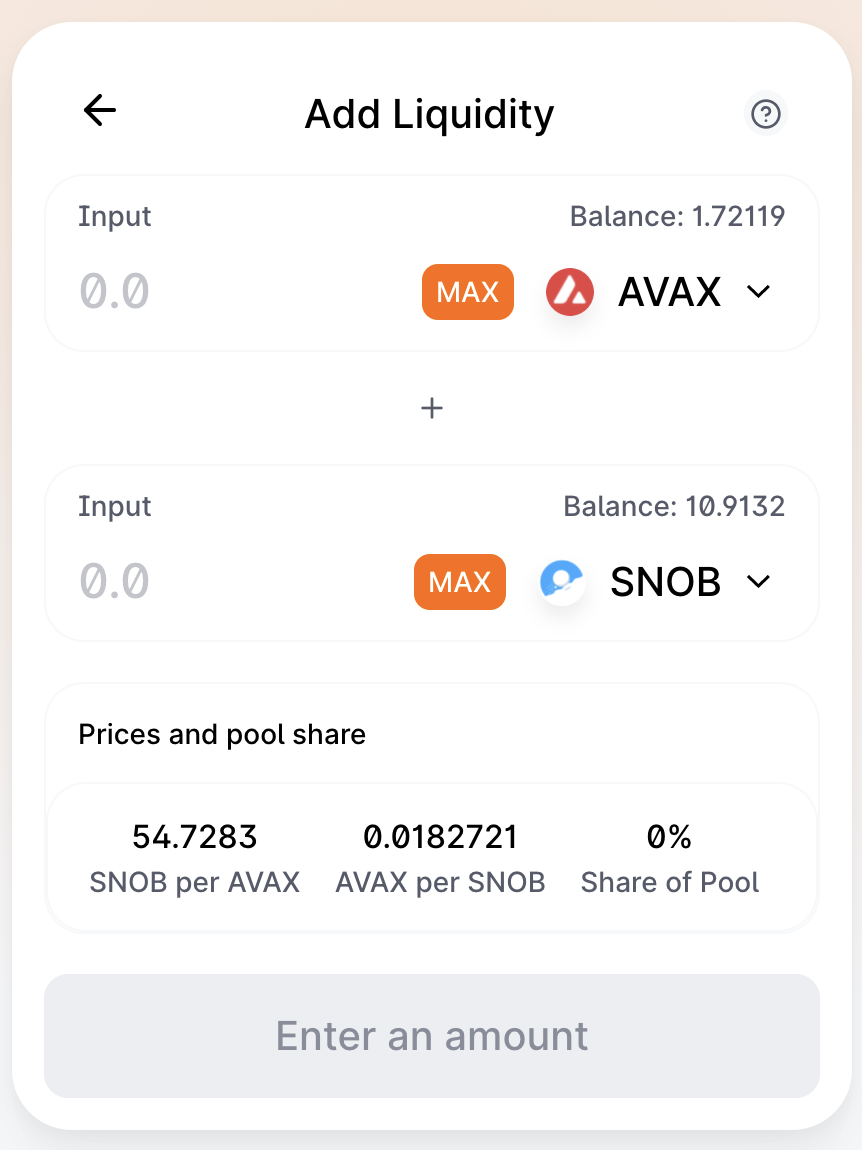 Add Liquidity
Input Balance: 1.72119
0.0 MAX AVAX
+
Input Balance: 10.9132
0.0 MAX SNOB
Prices and pool share
54.7283 0.0182721 0%
SNOB per AVAX AVAX per SNOB Share of Pool
Enter an amount